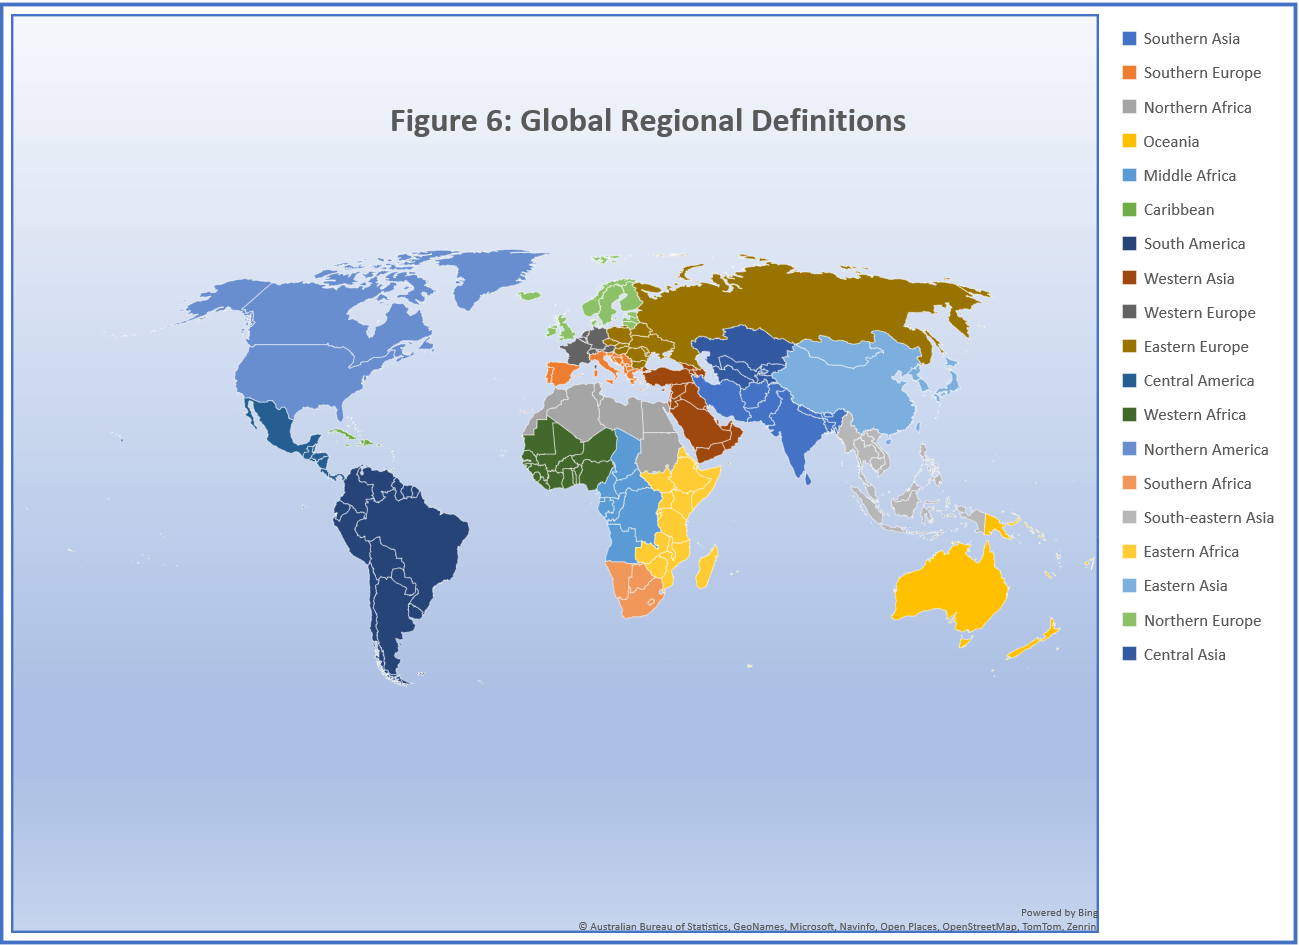 Figure 6: Global Regional Definitions
Southern Asia
Southern Europe
Northern Africa
Oceania
Middle Africa
Caribbean
South America
Western Asia
Western Europe
Eastern Europe
Central America
Western Africa
Northern America
Southern Africa
South-eastern Asia
Eastern Africa
Eastern Asia
Northern Europe
Central Asia
Powered by Bing
© Australian Bureau of Statistics, GeoNames, Microsoft, Navinfo, Open Places, OpenStreetMap, TomTom, Zenrin